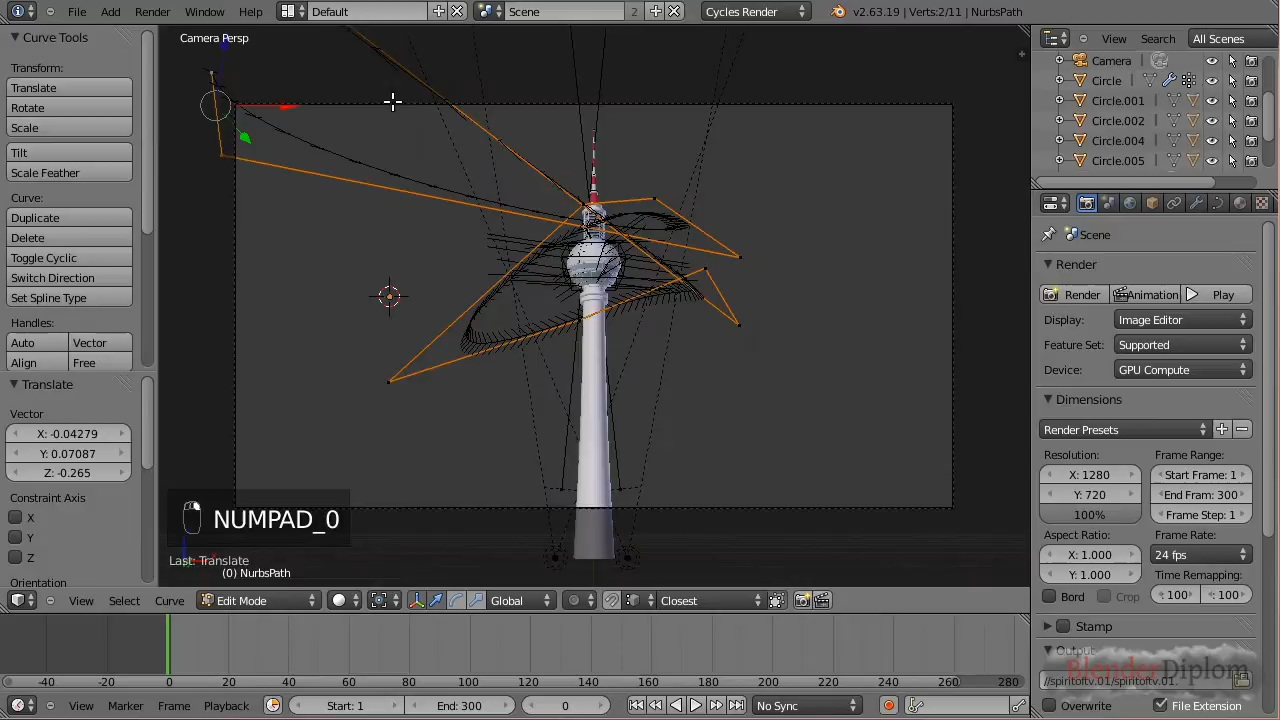 File Add Render Window Help Default Scene 2 Cycles Render v2.63.19 | Verts:2/11 | NurbsPath
Curve Tools
Transform:
Translate
Rotate
Scale
Tilt
Scale Feather
Curve:
Duplicate
Delete
Toggle Cyclic
Switch Direction
Set Spline Type
Handles:
Auto Vector
Align Free
Translate
Vector
X: -0.04279
Y: 0.07087
Z: -0.265
Constraint Axis
X
Y
Z
Orientation
Camera Persp
NUMPAD_0
Last: Translate
(0) NurbsPath
View Select Curve Edit Mode Global Closest
-40 -20 0 20 40 60 80 100 120 140 160 180 200 220 240 260 280
View Marker Frame Playback Start: 1 End: 300 0 No Sync
View Search All Scenes
Camera
Circle
Circle.001
Circle.002
Circle.004
Circle.005
Scene
Render
Render Animation Play
Display: Image Editor
Feature Set: Supported
Device: GPU Compute
Dimensions
Render Presets
Resolution: Frame Range:
X: 1280 Start Frame: 1
Y: 720 End Fram: 300
100% Frame Step: 1
Aspect Ratio: Frame Rate:
X: 1.000 24 fps
Y: 1.000 Time Remapping:
Bord Crop 100 100
Stamp
Output
BlenderDiplom
//spiritoftv.01/spiritoftv.01.
Overwrite File Extension